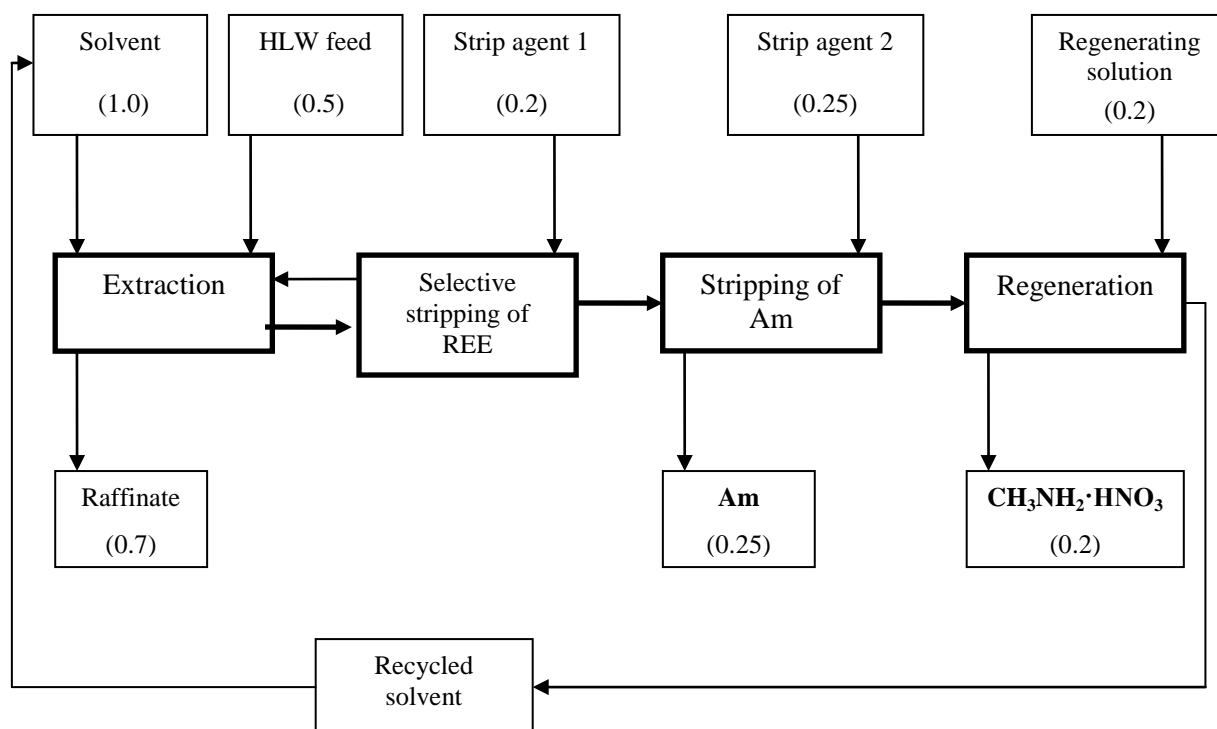 Solvent
(1.0)
HLW feed
(0.5)
Strip agent 1
(0.2)
Strip agent 2
(0.25)
Regenerating
solution
(0.2)
Extraction
Selective
stripping of
REE
Stripping of
Am
Regeneration
Raffinate
(0.7)
Am
(0.25)
CH₃NH₂·HNO₃
(0.2)
Recycled
solvent